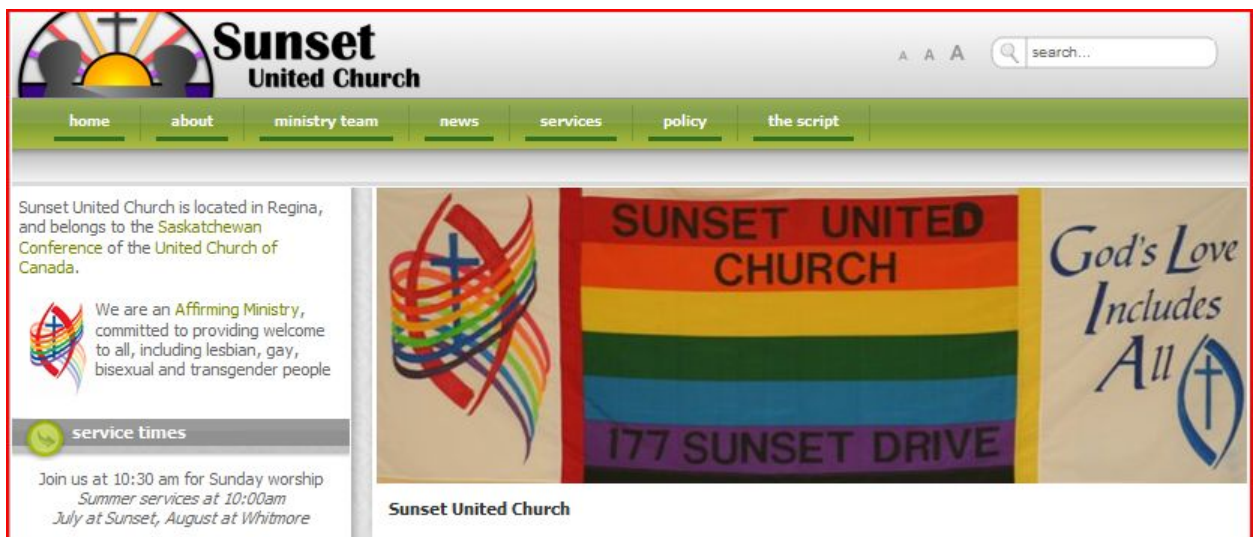 Sunset
United Church
A A A
search...
home about ministry team news services policy the script
Sunset United Church is located in Regina,
and belongs to the Saskatchewan
Conference of the United Church of
Canada.
We are an Affirming Ministry,
committed to providing welcome
to all, including lesbian, gay,
bisexual and transgender people
service times
Join us at 10:30 am for Sunday worship
Summer services at 10:00am
July at Sunset, August at Whitmore
SUNSET UNITED
CHURCH
177 SUNSET DRIVE
God's Love
Includes
All
Sunset United Church